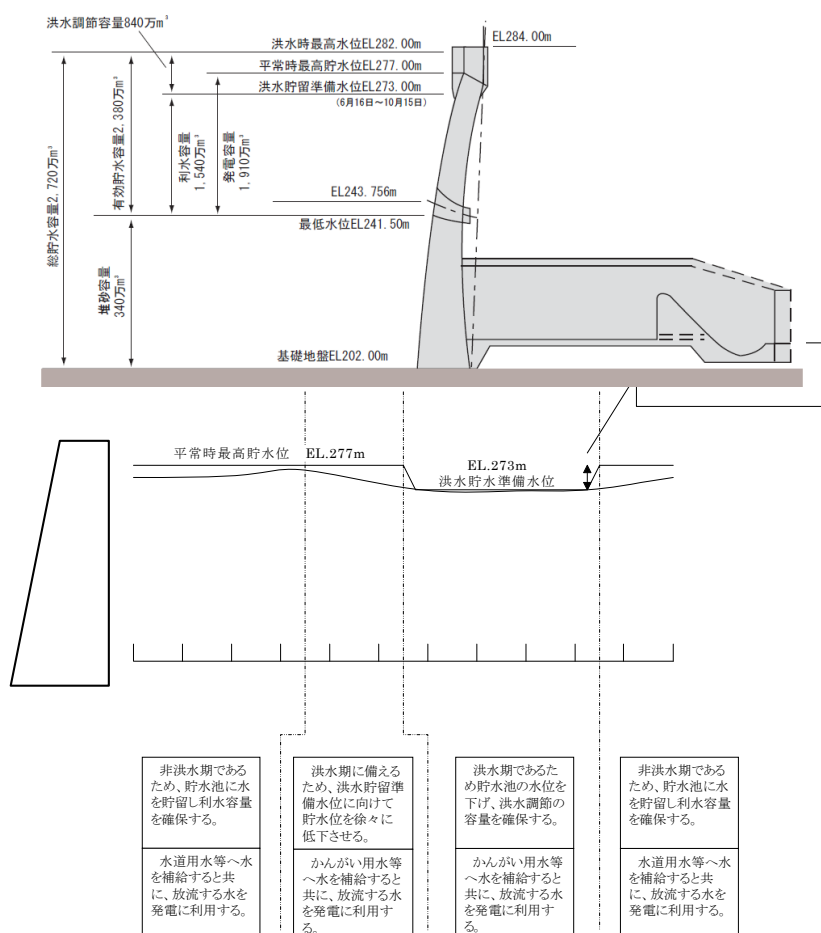 洪水調節容量840万m³
洪水時最高水位EL282.00m
EL284.00m
平常時最高貯水位EL277.00m
洪水貯留準備水位EL273.00m
(6月16日～10月15日)
総貯水容量2,720万m³
有効貯水容量2,380万m³
利水容量
1,540万m³
発電容量
1,910万m³
EL243.756m
最低水位EL241.50m
堆砂容量
340万m³
基礎地盤EL202.00m
平常時最高貯水位 EL.277m
EL.273m
洪水貯水準備水位
非洪水期である
ため、貯水池に水
を貯留し利水容量
を確保する。
水道用水等へ水
を補給すると共
に、放流する水を
発電に利用する。
洪水期に備える
ため、洪水貯留準
備水位に向けて
貯水位を徐々に
低下させる。
かんがい用水等
へ水を補給すると
共に、放流する水
を発電に利用す
る。
洪水期であるた
め貯水池の水位を
下げ、洪水調節の
容量を確保する。
かんがい用水等
へ水を補給すると
共に、放流する水
を発電に利用す
る。
非洪水期である
ため、貯水池に水
を貯留し利水容量
を確保する。
水道用水等へ水
を補給すると共
に、放流する水を
発電に利用する。